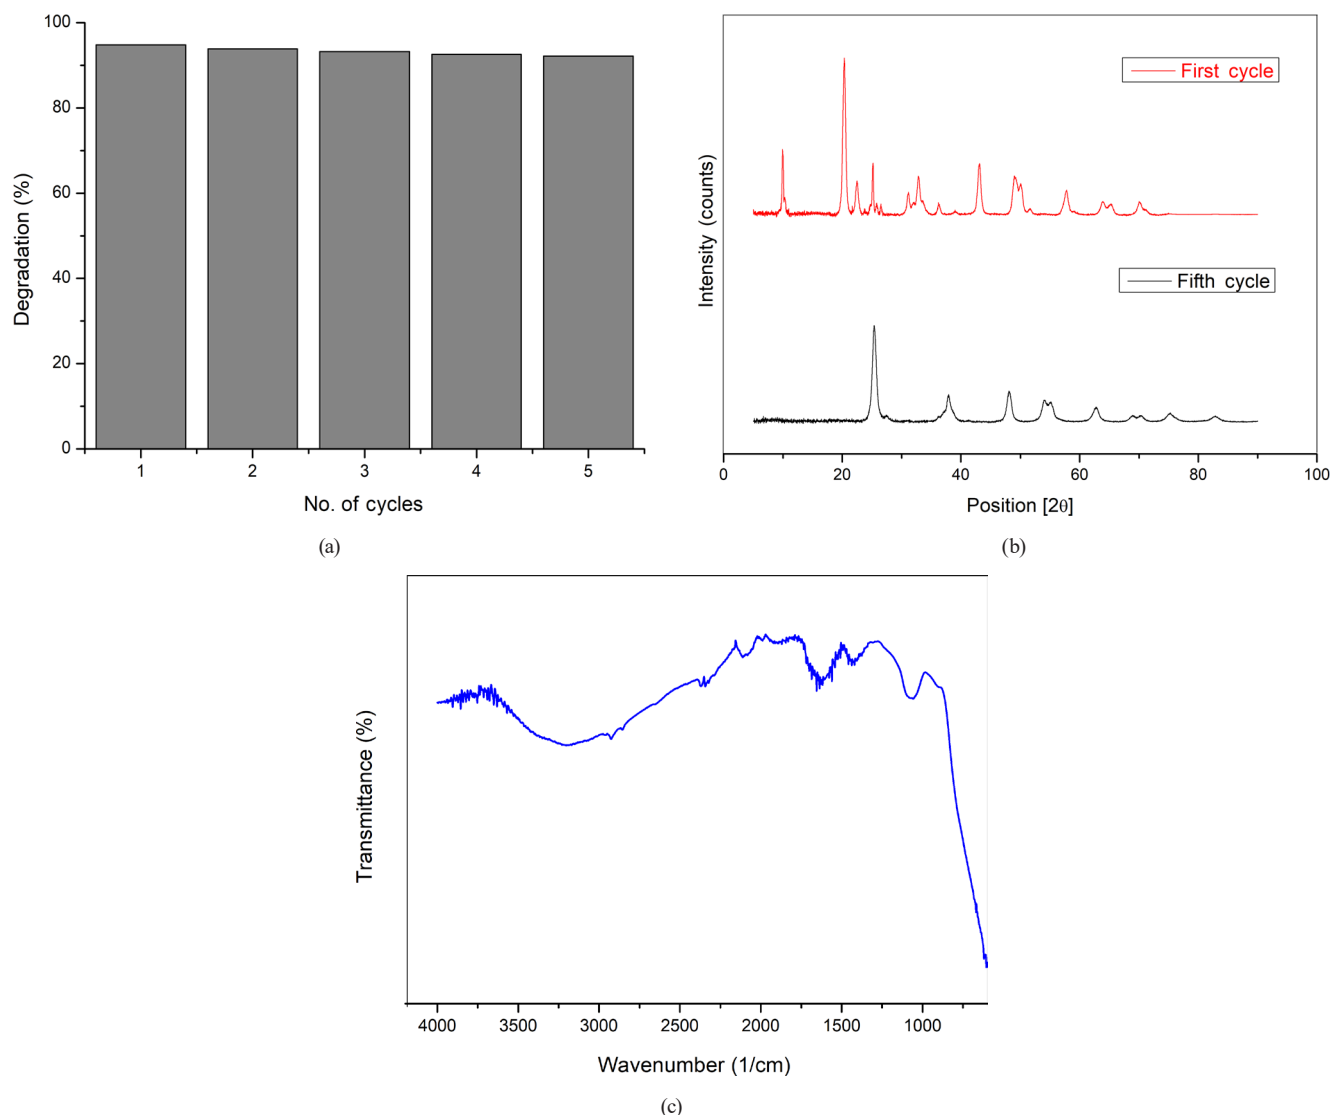 100
80
60
40
20
0
Degradation (%)
1 2 3 4 5
No. of cycles
(a)
First cycle
Fifth cycle
Intensity (counts)
0 20 40 60 80 100
Position [2θ]
(b)
Transmittance (%)
4000 3500 3000 2500 2000 1500 1000
Wavenumber (1/cm)
(c)